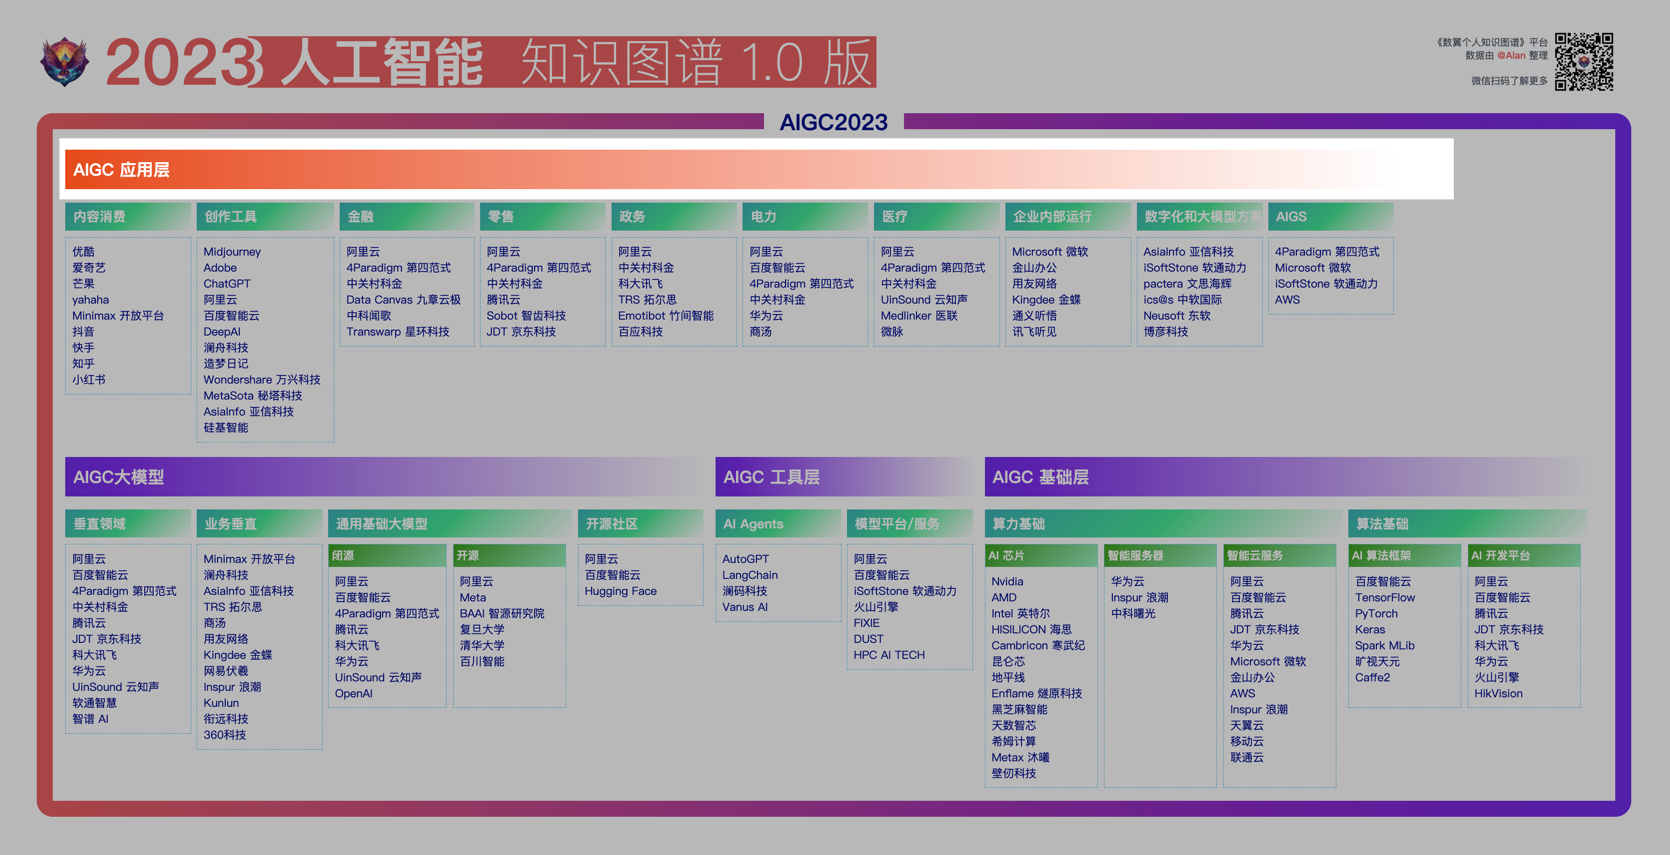 2023 人工智能 知识图谱 1.0 版
《数翼个人知识图谱》平台
数据由 @Alan 整理
微信扫码了解更多
AIGC2023
AIGC 应用层
内容消费
优酷
爱奇艺
芒果
yahaha
Minimax 开放平台
抖音
快手
知乎
小红书
创作工具
Midjourney
Adobe
ChatGPT
阿里云
百度智能云
DeepAI
澜舟科技
造梦日记
Wondershare 万兴科技
MetaSota 秘塔科技
AsiaInfo 亚信科技
硅基智能
金融
阿里云
4Paradigm 第四范式
中关村科金
Data Canvas 九章云极
中科闻歌
Transwarp 星环科技
零售
阿里云
4Paradigm 第四范式
中关村科金
腾讯云
Sobot 智齿科技
JDT 京东科技
政务
阿里云
中关村科金
科大讯飞
TRS 拓尔思
Emotibot 竹间智能
百应科技
电力
阿里云
百度智能云
4Paradigm 第四范式
中关村科金
华为云
商汤
医疗
阿里云
4Paradigm 第四范式
中关村科金
UinSound 云知声
Medlinker 医联
微脉
企业内部运行
Microsoft 微软
金山办公
用友网络
Kingdee 金蝶
通义听悟
讯飞听见
数字化和大模型方案
AsiaInfo 亚信科技
iSoftStone 软通动力
pactera 文思海辉
ics@s 中软国际
Neusoft 东软
博彦科技
AIGS
4Paradigm 第四范式
Microsoft 微软
iSoftStone 软通动力
AWS
AIGC大模型
垂直领域
阿里云
百度智能云
4Paradigm 第四范式
中关村科金
腾讯云
JDT 京东科技
科大讯飞
华为云
UinSound 云知声
软通智慧
智谱 AI
业务垂直
Minimax 开放平台
澜舟科技
AsiaInfo 亚信科技
TRS 拓尔思
商汤
用友网络
Kingdee 金蝶
网易伏羲
Inspur 浪潮
Kunlun
衔远科技
360科技
通用基础大模型
闭源
阿里云
百度智能云
4Paradigm 第四范式
腾讯云
科大讯飞
华为云
UinSound 云知声
OpenAI
开源
阿里云
Meta
BAAI 智源研究院
复旦大学
清华大学
百川智能
开源社区
阿里云
百度智能云
Hugging Face
AIGC 工具层
AI Agents
AutoGPT
LangChain
澜码科技
Vanus AI
模型平台/服务
阿里云
百度智能云
iSoftStone 软通动力
火山引擎
FIXIE
DUST
HPC AI TECH
AIGC 基础层
算力基础
AI 芯片
Nvidia
AMD
Intel 英特尔
HISILICON 海思
Cambricon 寒武纪
昆仑芯
地平线
Enflame 燧原科技
黑芝麻智能
天数智芯
希姆计算
Metax 沐曦
壁仞科技
智能服务器
华为云
Inspur 浪潮
中科曙光
智能云服务
阿里云
百度智能云
腾讯云
JDT 京东科技
华为云
Microsoft 微软
金山办公
AWS
Inspur 浪潮
天翼云
移动云
联通云
算法基础
AI 算法框架
百度智能云
TensorFlow
PyTorch
Keras
Spark MLib
旷视天元
Caffe2
AI 开发平台
阿里云
百度智能云
腾讯云
JDT 京东科技
科大讯飞
华为云
火山引擎
HikVision